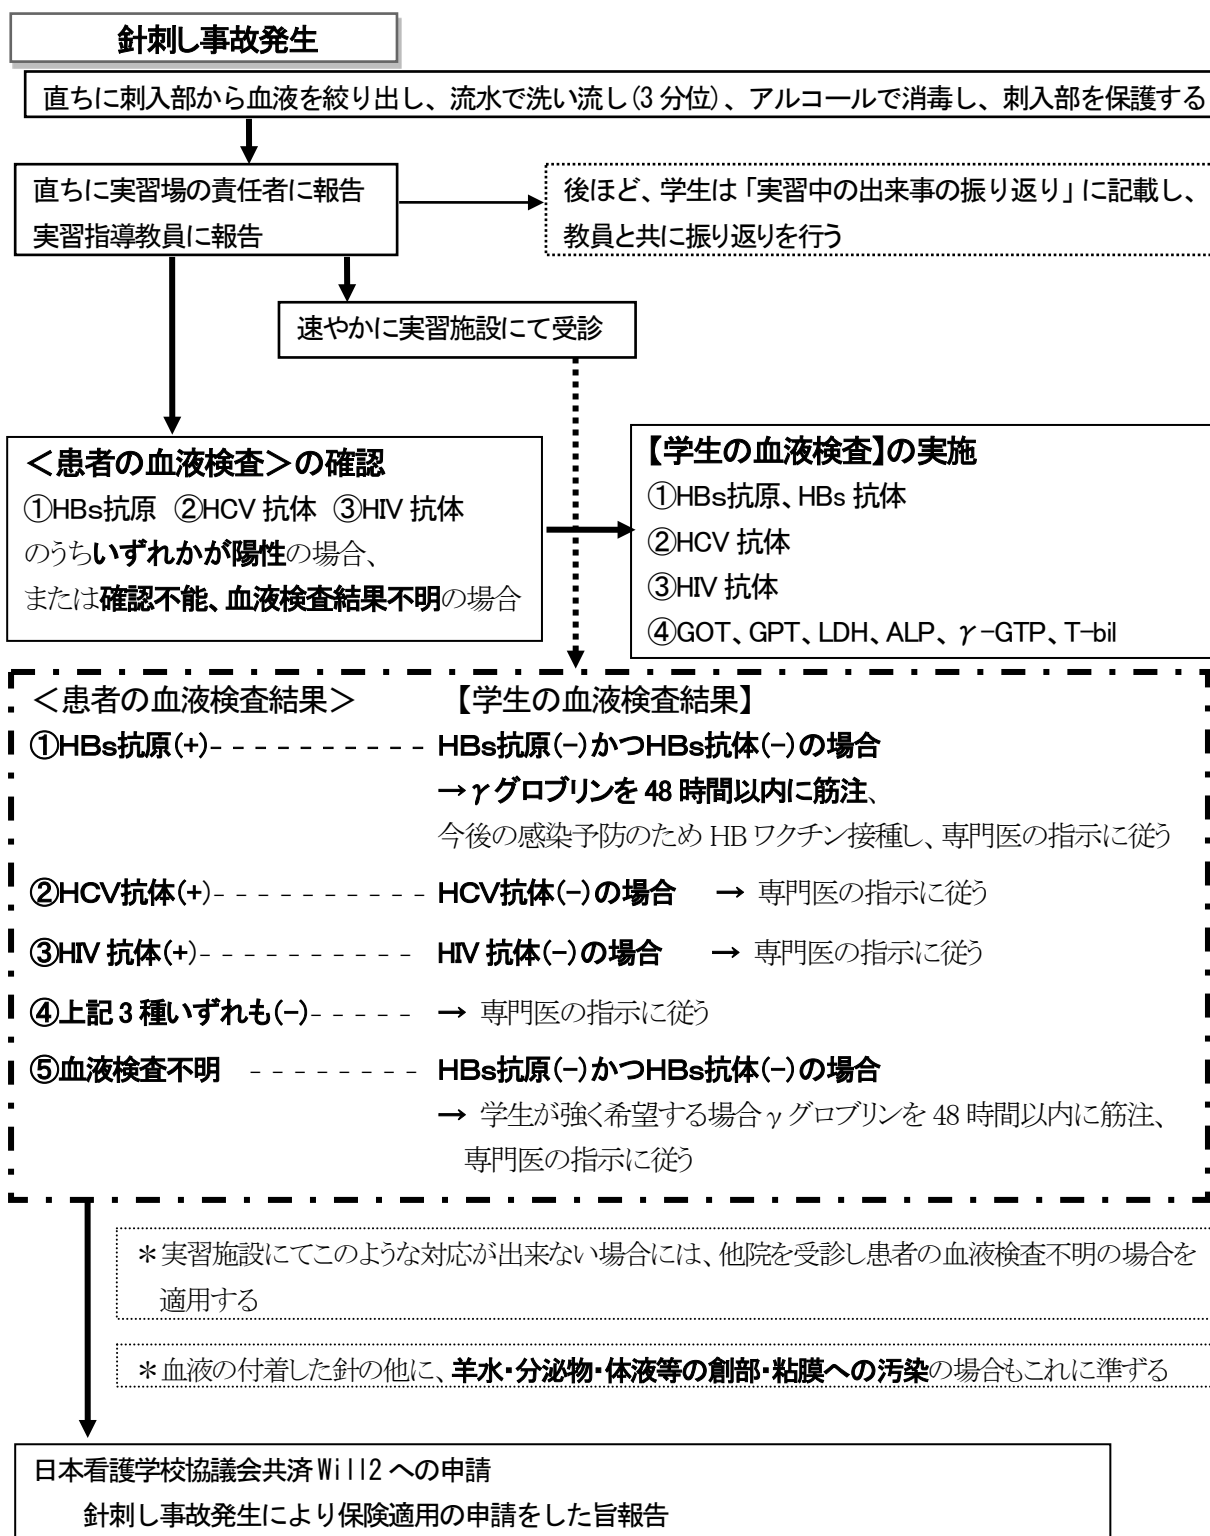 針刺し事故発生
直ちに刺入部から血液を絞り出し、流水で洗い流し(3分位)、アルコールで消毒し、刺入部を保護する
直ちに実習場の責任者に報告
実習指導教員に報告
後ほど、学生は「実習中の出来事の振り返り」に記載し、
教員と共に振り返りを行う
速やかに実習施設にて受診
＜患者の血液検査＞の確認
①HBs抗原 ②HCV抗体 ③HIV抗体
のうちいずれかが陽性の場合、
または確認不能、血液検査結果不明の場合
【学生の血液検査】の実施
①HBs抗原、HBs抗体
②HCV抗体
③HIV抗体
④GOT、GPT、LDH、ALP、γ-GTP、T-bil
＜患者の血液検査結果＞ 【学生の血液検査結果】
①HBs抗原(+)- - - - - - - - - - HBs抗原(-)かつHBs抗体(-)の場合
→γグロブリンを48時間以内に筋注、
今後の感染予防のためHBワクチン接種し、専門医の指示に従う
②HCV抗体(+)- - - - - - - - - - HCV抗体(-)の場合 → 専門医の指示に従う
③HIV抗体(+)- - - - - - - - - - HIV抗体(-)の場合 → 専門医の指示に従う
④上記3種いずれも(-)- - - - - → 専門医の指示に従う
⑤血液検査不明 - - - - - - - - HBs抗原(-)かつHBs抗体(-)の場合
→ 学生が強く希望する場合γグロブリンを48時間以内に筋注、
専門医の指示に従う
＊実習施設にてこのような対応が出来ない場合には、他院を受診し患者の血液検査不明の場合を
適用する
＊血液の付着した針の他に、羊水・分泌物・体液等の創部・粘膜への汚染の場合もこれに準ずる
日本看護学校協議会共済Will2への申請
針刺し事故発生により保険適用の申請をした旨報告